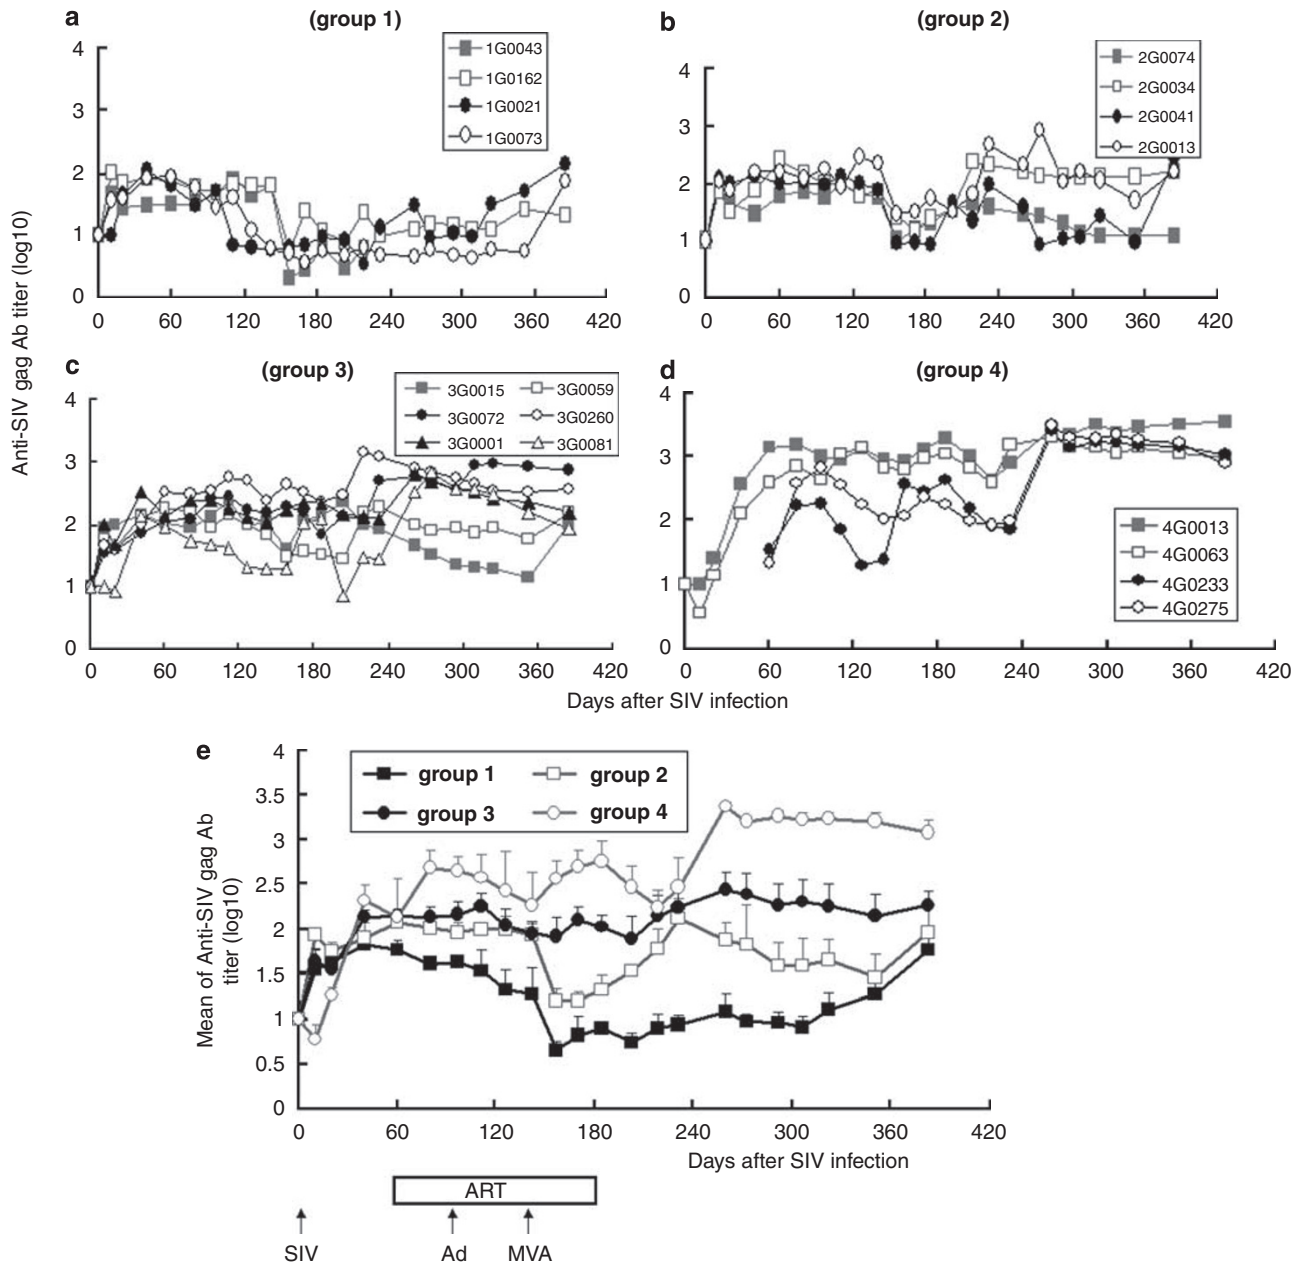 a (group 1)
4
3
2
1
0
0 60 120 180 240 300 360 420
1G0043
1G0162
1G0021
1G0073
b (group 2)
4
3
2
1
0
0 60 120 180 240 300 360 420
2G0074
2G0034
2G0041
2G0013
Anti-SIV gag Ab titer (log10)
c (group 3)
4
3
2
1
0
0 60 120 180 240 300 360 420
3G0015 3G0059
3G0072 3G0260
3G0001 3G0081
d (group 4)
4
3
2
1
0
0 60 120 180 240 300 360 420
4G0013
4G0063
4G0233
4G0275
Days after SIV infection
e
4
3.5
3
2.5
2
1.5
1
0.5
0
group 1 group 2
group 3 group 4
Mean of Anti-SIV gag Ab
titer (log10)
0 60 120 180 240 300 360 420
Days after SIV infection
ART
SIV Ad MVA